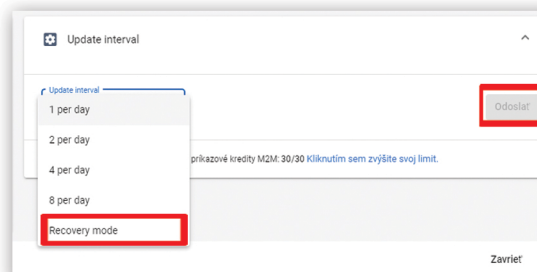 Update interval
Update interval
1 per day
Odoslať
2 per day
príkazové kredity M2M: 30/30 Kliknutím sem zvýšite svoj limit.
4 per day
8 per day
Recovery mode
Zavrieť